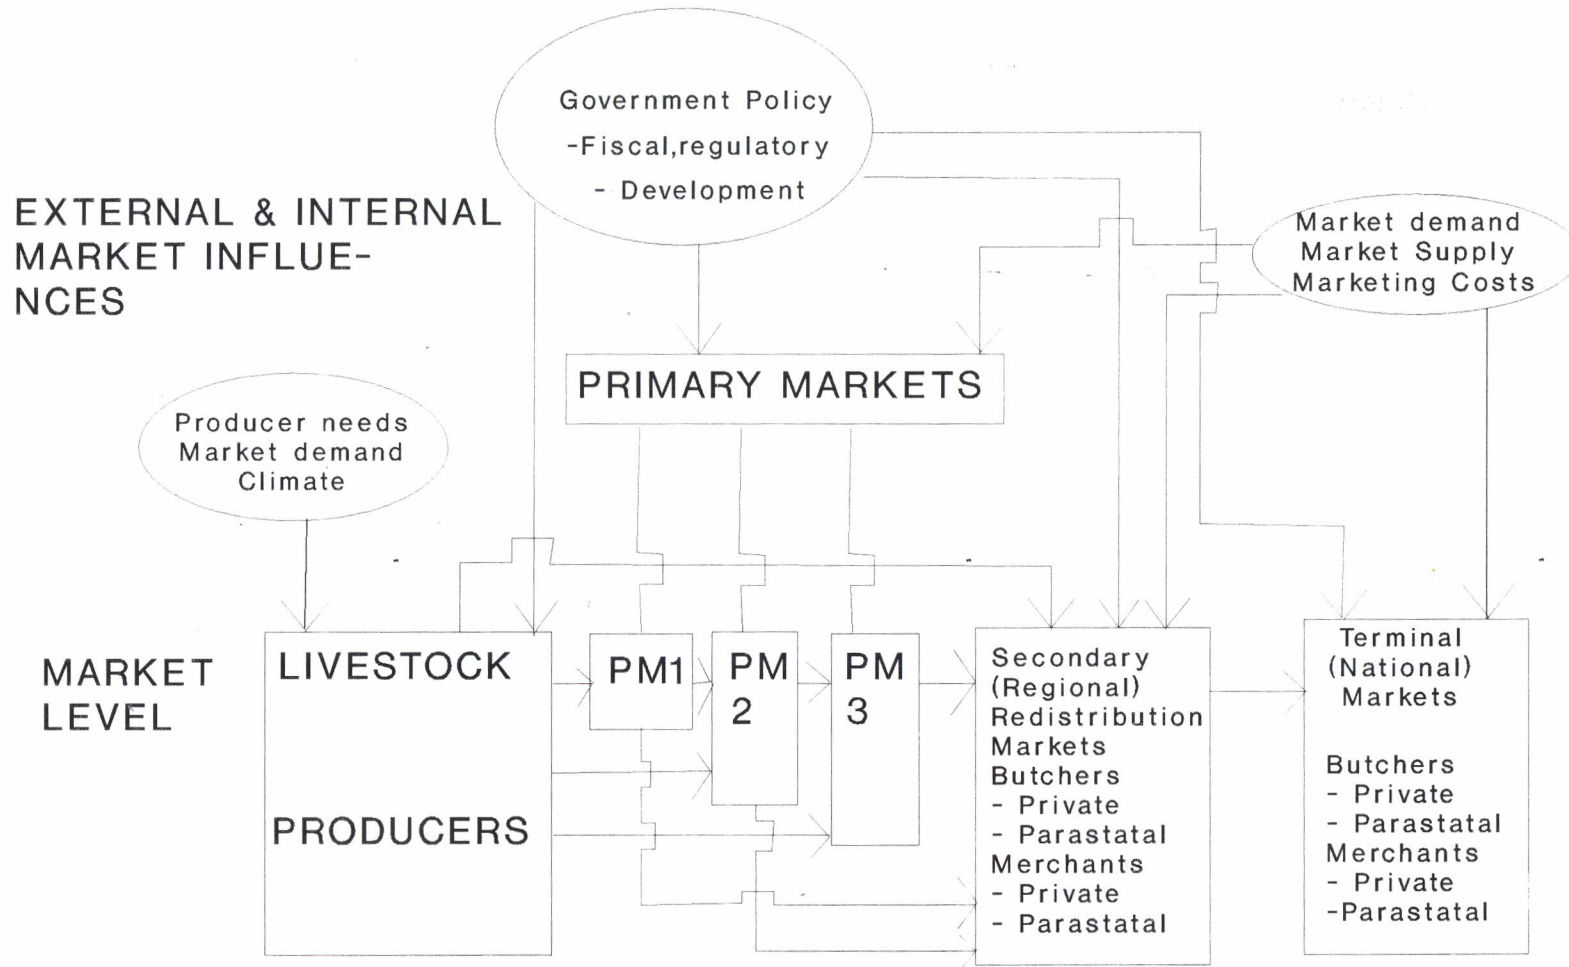 Government Policy
-Fiscal,regulatory
- Development
EXTERNAL & INTERNAL
MARKET INFLUE-
NCES
Market demand
Market Supply
Marketing Costs
PRIMARY MARKETS
Producer needs
Market demand
Climate
MARKET
LEVEL
LIVESTOCK
PRODUCERS
PM1
PM
2
PM
3
Secondary
(Regional)
Redistribution
Markets
Butchers
- Private
- Parastatal
Merchants
- Private
- Parastatal
Terminal
(National)
Markets
Butchers
- Private
- Parastatal
Merchants
- Private
-Parastatal